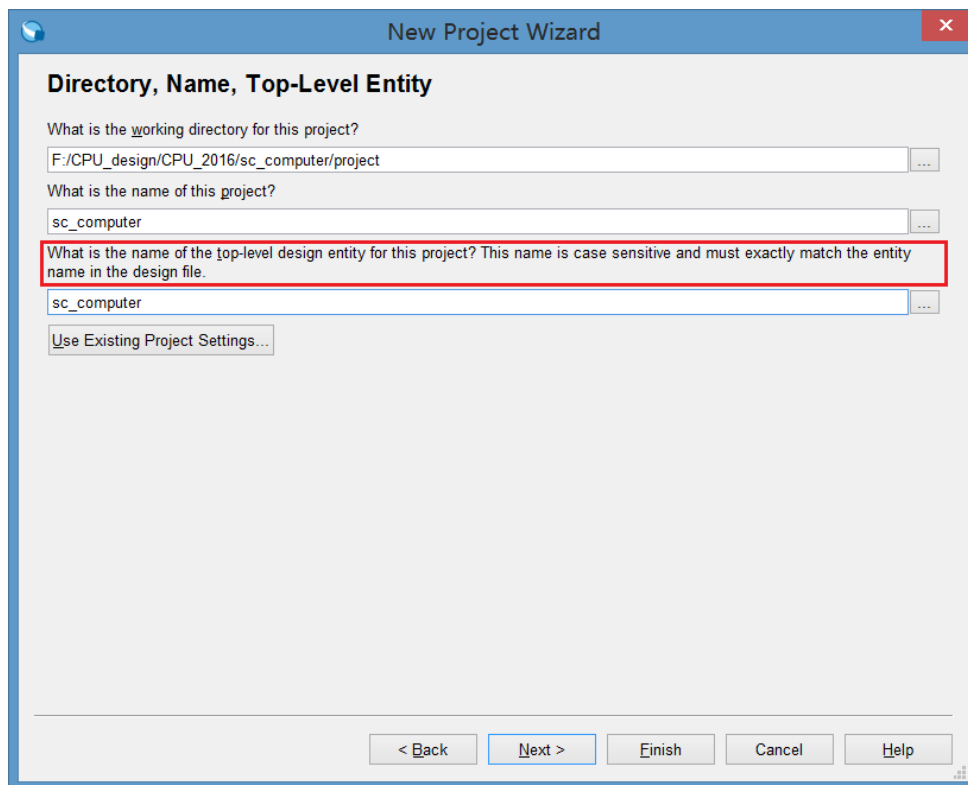 New Project Wizard
Directory, Name, Top-Level Entity
What is the working directory for this project?
F:/CPU_design/CPU_2016/sc_computer/project
...
What is the name of this project?
sc_computer
...
What is the name of the top-level design entity for this project? This name is case sensitive and must exactly match the entity
name in the design file.
sc_computer
...
Use Existing Project Settings...
< Back
Next >
Finish
Cancel
Help